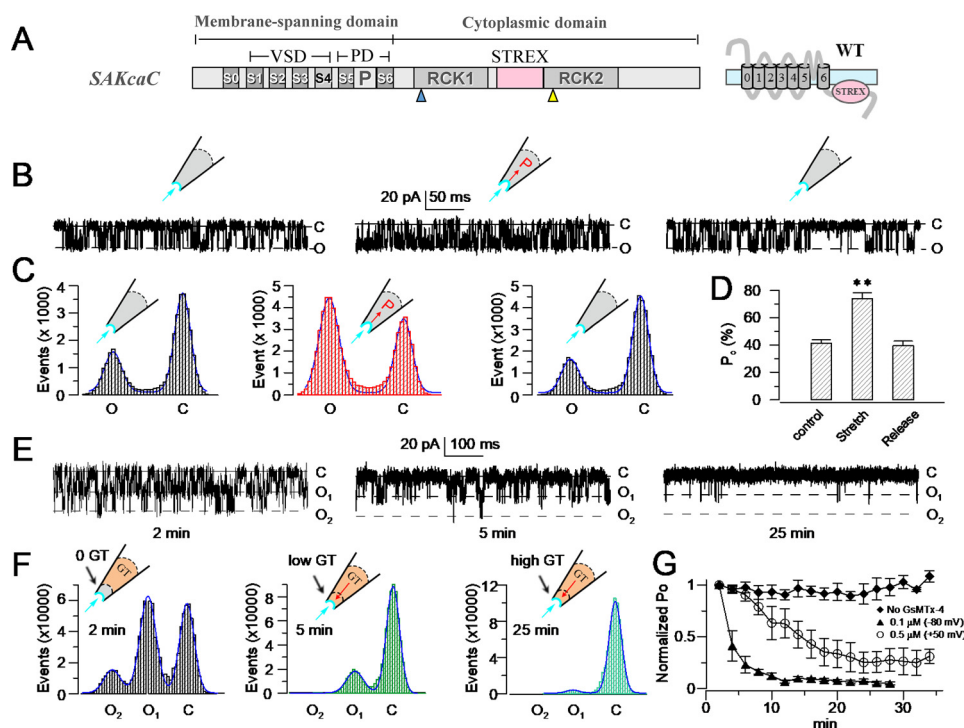 A
Membrane-spanning domain
Cytoplasmic domain
VSD
PD
STREX
WT
SAKcaC
S0
S1
S2
S3
S4
S5
P
S6
RCK1
RCK2
0 1 2 3 4 5 6
STREX
B
P
20 pA
50 ms
C
O
C
O
C
P
Events (x 1000)
4
3
2
1
0
O
C
Event (x1000)
5
4
3
2
1
0
O
C
Event (x 1000)
5
4
3
2
1
0
O
C
D
**
P₀ (%)
80
60
40
20
0
control
Stretch
Release
E
20 pA
100 ms
C
O₁
O₂
2 min
C
O₁
O₂
5 min
C
O₁
O₂
25 min
F
0 GT
GT
2 min
Events (x10000)
6
4
2
0
O₂
O₁
C
low GT
GT
5 min
Events (x10000)
8
6
4
2
0
O₂
O₁
C
high GT
GT
25 min
Events (x10000)
12
8
4
0
O₂
O₁
C
G
Normalized Po
1
0.5
0
0
10
20
30
min
No GsMTx-4
0.1 μM (-80 mV)
0.5 μM (+50 mV)